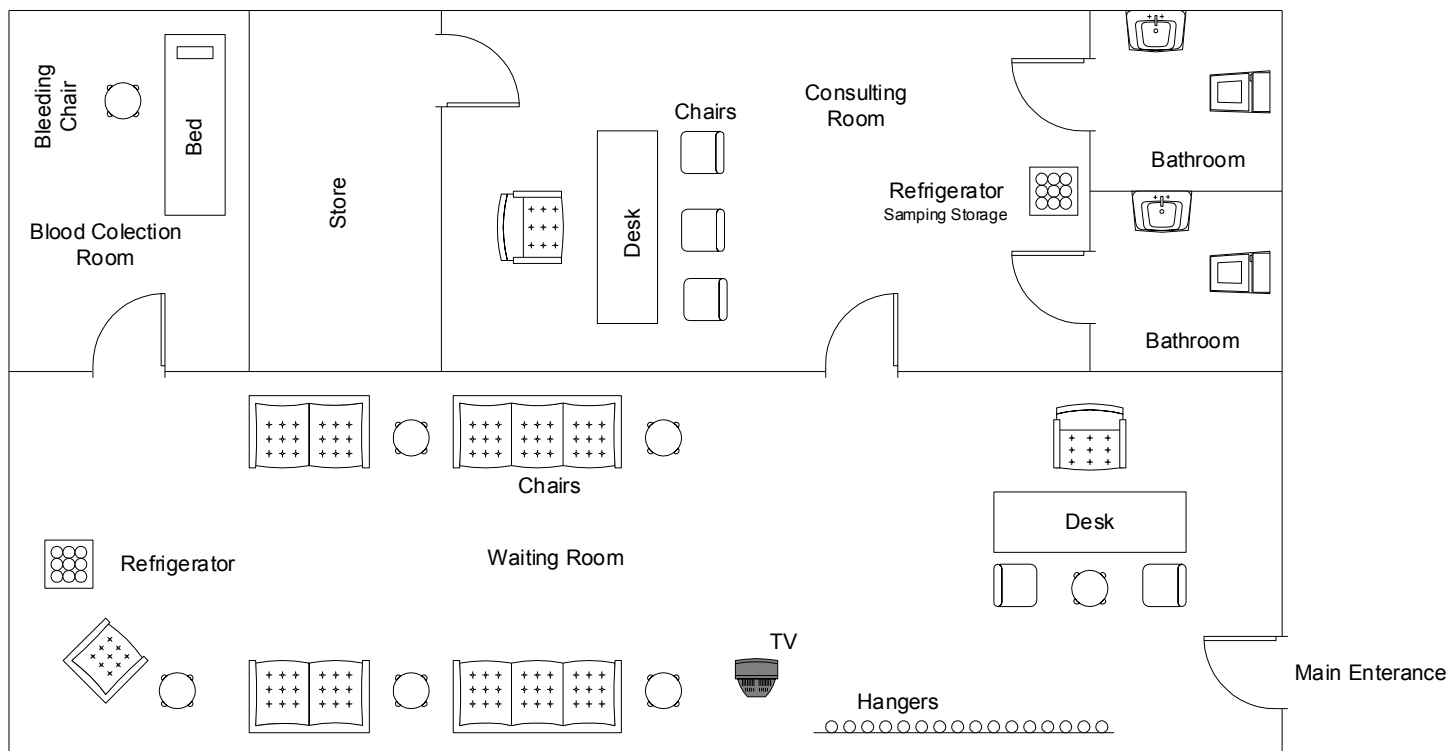 Bleeding
Chair
Bed
Blood Colection
Room
Store
Chairs
Desk
Consulting
Room
Refrigerator
Samping Storage
Bathroom
Bathroom
Chairs
Desk
Refrigerator
Waiting Room
TV
Hangers
Main Enterance